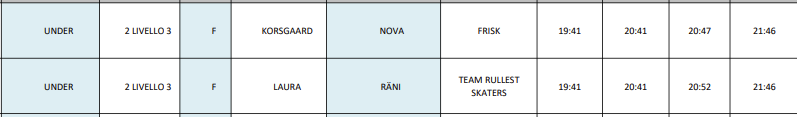 UNDER 2 LIVELLO 3 F KORSGAARD NOVA FRISK 19:41 20:41 20:47 21:46
UNDER 2 LIVELLO 3 F LAURA RÄNI TEAM RULLEST SKATERS 19:41 20:41 20:52 21:46